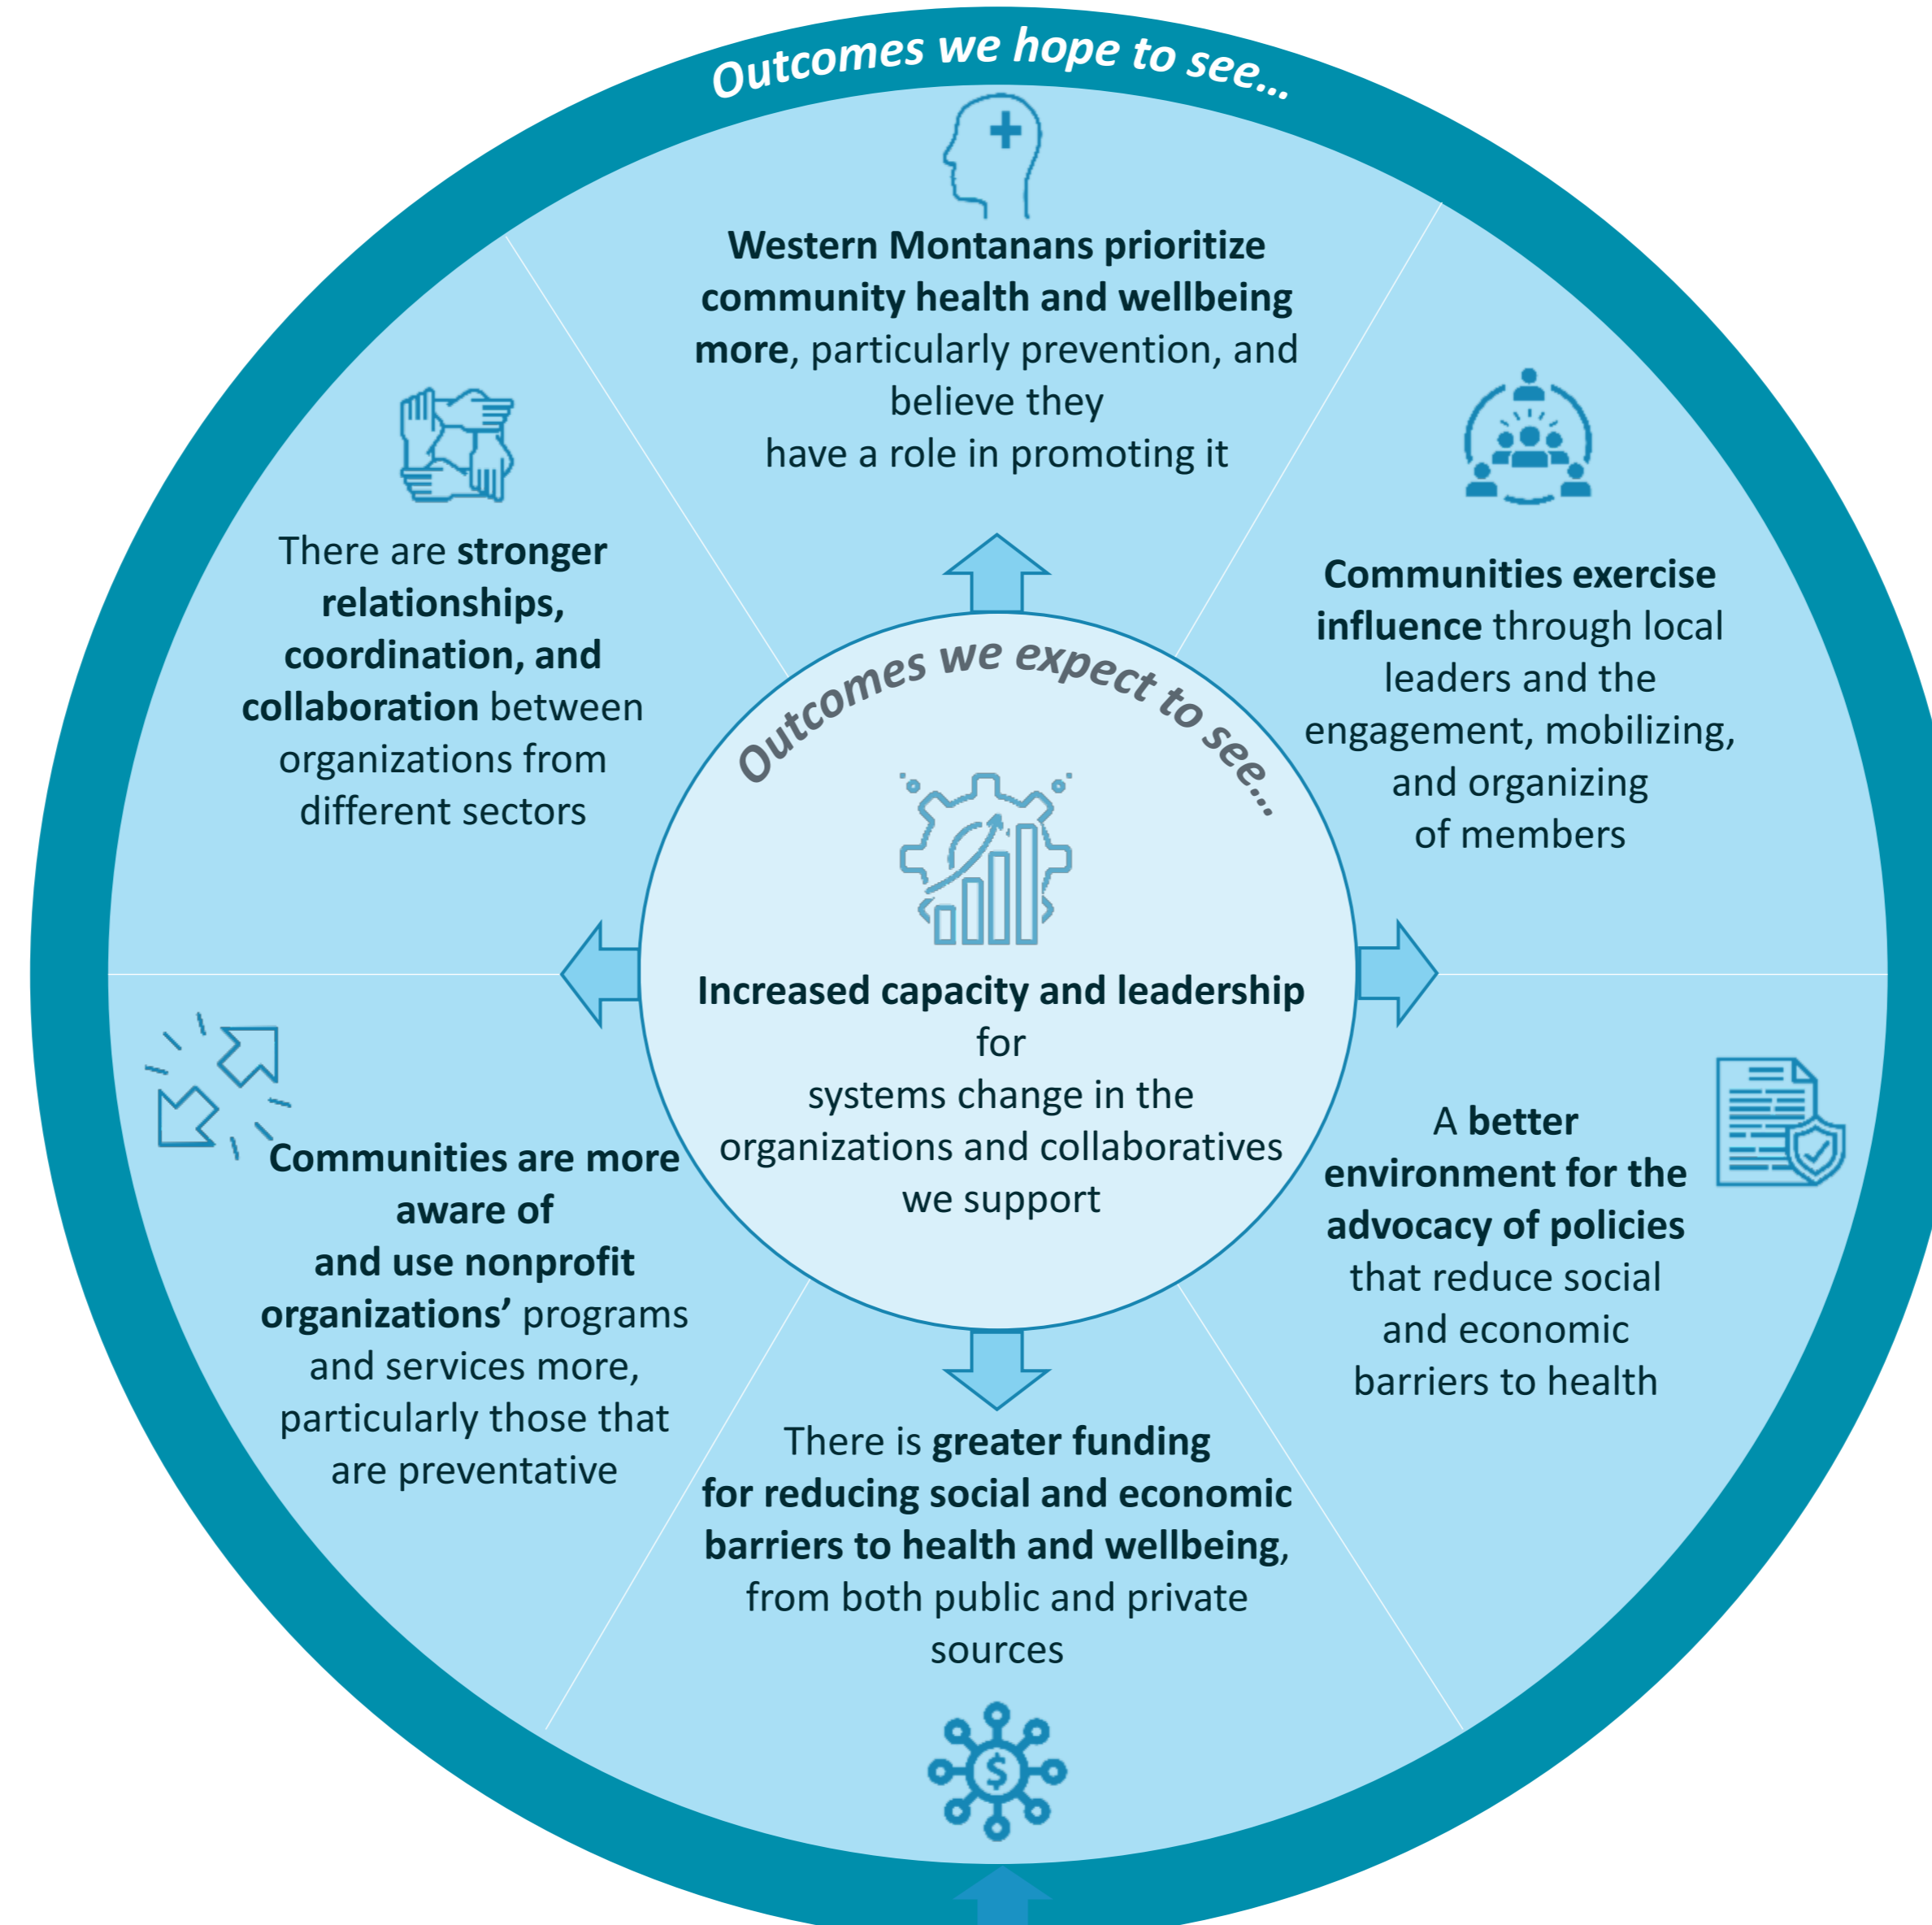 Outcomes we hope to see...
Western Montanans prioritize
community health and wellbeing
more, particularly prevention, and
believe they
have a role in promoting it
Communities exercise
influence through local
leaders and the
engagement, mobilizing,
and organizing
of members
A better
environment for the
advocacy of policies
that reduce social
and economic
barriers to health
There is greater funding
for reducing social and economic
barriers to health and wellbeing,
from both public and private
sources
$
Communities are more
aware of
and use nonprofit
organizations’ programs
and services more,
particularly those that
are preventative
There are stronger
relationships,
coordination, and
collaboration between
organizations from
different sectors
Outcomes we expect to see...
Increased capacity and leadership
for
systems change in the
organizations and collaboratives
we support